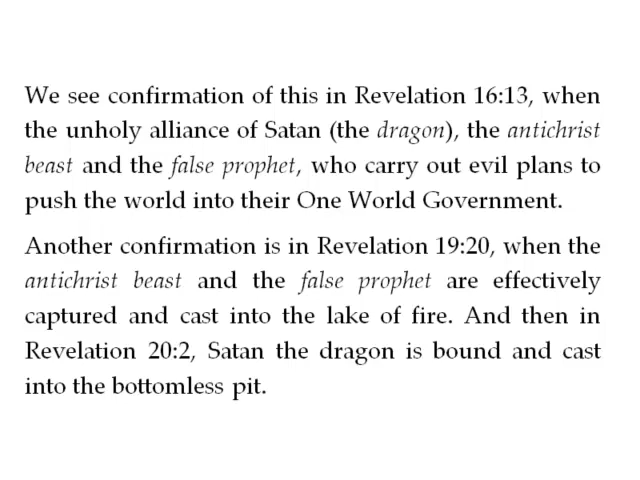 We see confirmation of this in Revelation 16:13, when
the unholy alliance of Satan (the dragon), the antichrist
beast and the false prophet, who carry out evil plans to
push the world into their One World Government.
Another confirmation is in Revelation 19:20, when the
antichrist beast and the false prophet are effectively
captured and cast into the lake of fire. And then in
Revelation 20:2, Satan the dragon is bound and cast
into the bottomless pit.